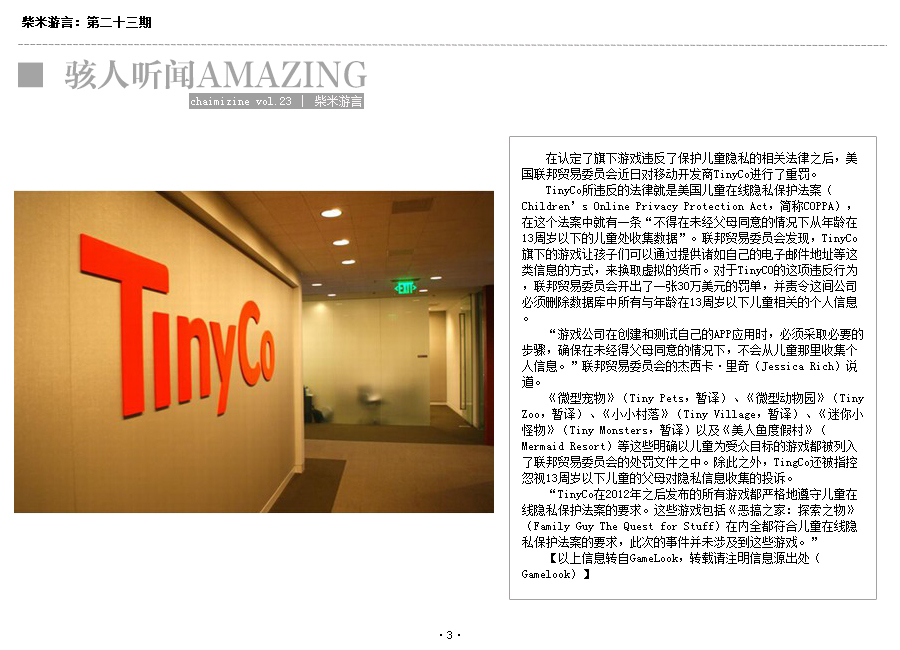 柴米游言：第二十三期
骇人听闻AMAZING
chaimizine vol.23 | 柴米游言
TinyCo
EXIT
在认定了旗下游戏违反了保护儿童隐私的相关法律之后，美
国联邦贸易委员会近日对移动开发商TinyCo进行了重罚。
TinyCo所违反的法律就是美国儿童在线隐私保护法案（
Children’s Online Privacy Protection Act，简称COPPA），
在这个法案中就有一条“不得在未经父母同意的情况下从年龄在
13周岁以下的儿童处收集数据”。联邦贸易委员会发现，TinyCo
旗下的游戏让孩子们可以通过提供诸如自己的电子邮件地址等这
类信息的方式，来换取虚拟的货币。对于TinyCO的这项违反行为
，联邦贸易委员会开出了一张30万美元的罚单，并责令这间公司
必须删除数据库中所有与年龄在13周岁以下儿童相关的个人信息
。
“游戏公司在创建和测试自己的APP应用时，必须采取必要的
步骤，确保在未经得父母同意的情况下，不会从儿童那里收集个
人信息。”联邦贸易委员会的杰西卡·里奇（Jessica Rich）说
道。
《微型宠物》（Tiny Pets，暂译）、《微型动物园》（Tiny
Zoo，暂译）、《小小村落》（Tiny Village，暂译）、《迷你小
怪物》（Tiny Monsters，暂译）以及《美人鱼度假村》（
Mermaid Resort）等这些明确以儿童为受众目标的游戏都被列入
了联邦贸易委员会的处罚文件之中。除此之外，TingCo还被指控
忽视13周岁以下儿童的父母对隐私信息收集的投诉。
“TinyCo在2012年之后发布的所有游戏都严格地遵守儿童在
线隐私保护法案的要求。这些游戏包括《恶搞之家：探索之物》
（Family Guy The Quest for Stuff）在内全都符合儿童在线隐
私保护法案的要求，此次的事件并未涉及到这些游戏。”
【以上信息转自GameLook，转载请注明信息源出处（
Gamelook）】
·3·